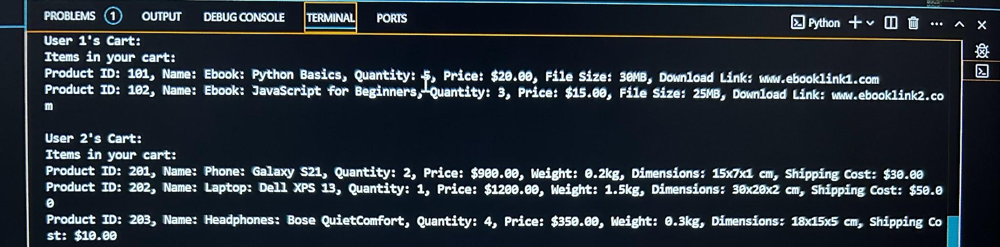 PROBLEMS 1 OUTPUT DEBUG CONSOLE TERMINAL PORTS Python
User 1's Cart:
Items in your cart:
Product ID: 101, Name: Ebook: Python Basics, Quantity: 5, Price: $20.00, File Size: 30MB, Download Link: www.ebooklink1.com
Product ID: 102, Name: Ebook: JavaScript for Beginners, Quantity: 3, Price: $15.00, File Size: 25MB, Download Link: www.ebooklink2.co
m
User 2's Cart:
Items in your cart:
Product ID: 201, Name: Phone: Galaxy S21, Quantity: 2, Price: $900.00, Weight: 0.2kg, Dimensions: 15x7x1 cm, Shipping Cost: $30.00
Product ID: 202, Name: Laptop: Dell XPS 13, Quantity: 1, Price: $1200.00, Weight: 1.5kg, Dimensions: 30x20x2 cm, Shipping Cost: $50.0
0
Product ID: 203, Name: Headphones: Bose QuietComfort, Quantity: 4, Price: $350.00, Weight: 0.3kg, Dimensions: 18x15x5 cm, Shipping Co
st: $10.00